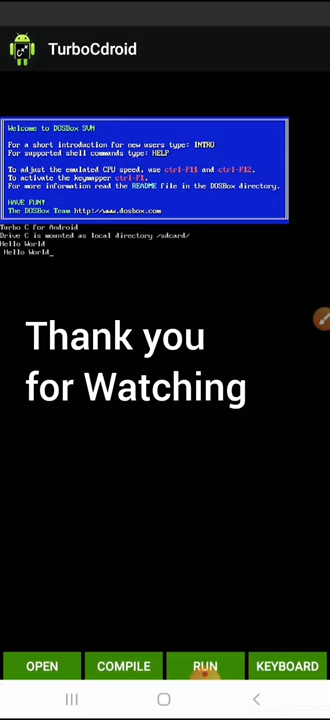 TurboCdroid
Welcome to DOSBox SVN
For a short introduction for new users type: INTRO
For supported shell commands type: HELP
To adjust the emulated CPU speed, use ctrl-F11 and ctrl-F12.
To activate the keymapper ctrl-F1.
For more information read the README file in the DOSBox directory.
HAVE FUN!
The DOSBox Team http://www.dosbox.com
Turbo C for Android
Drive C is mounted as local directory /sdcard/
Hello World
Hello World_
Thank you
for Watching
OPEN COMPILE RUN KEYBOARD